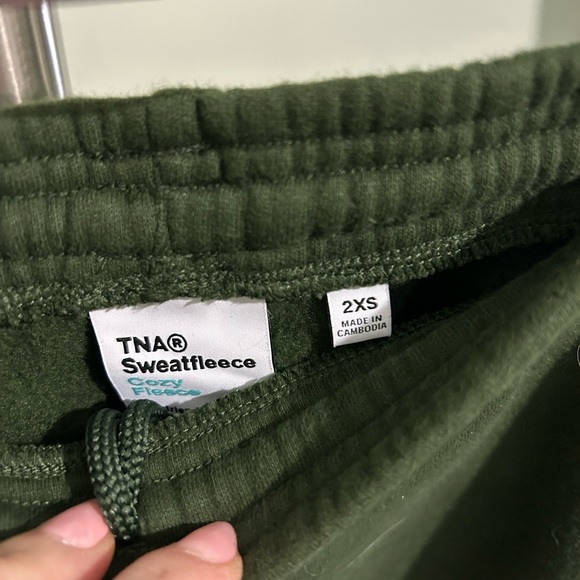 TNA®
Sweatfleece
Cozy
Fleece
2XS
MADE IN
CAMBODIA